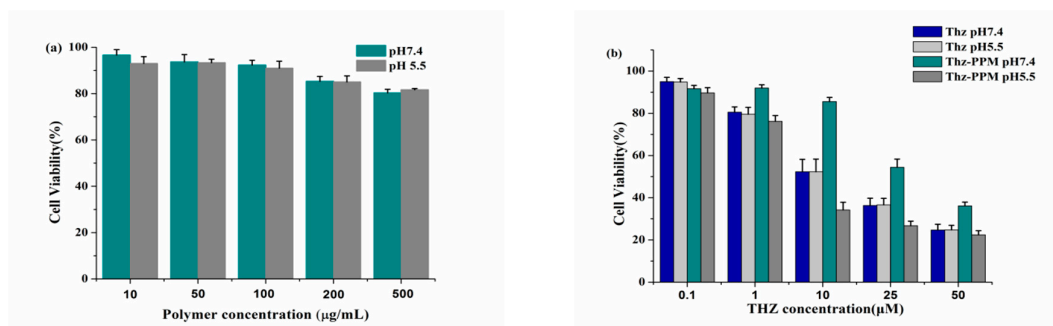 (a)
pH7.4
pH 5.5
100
80
60
40
20
0
Cell Viability(%)
10 50 100 200 500
Polymer concentration (μg/mL)
(b)
Thz pH7.4
Thz pH5.5
Thz-PPM pH7.4
Thz-PPM pH5.5
100
80
60
40
20
0
Cell Viability(%)
0.1 1 10 25 50
THZ concentration(μM)